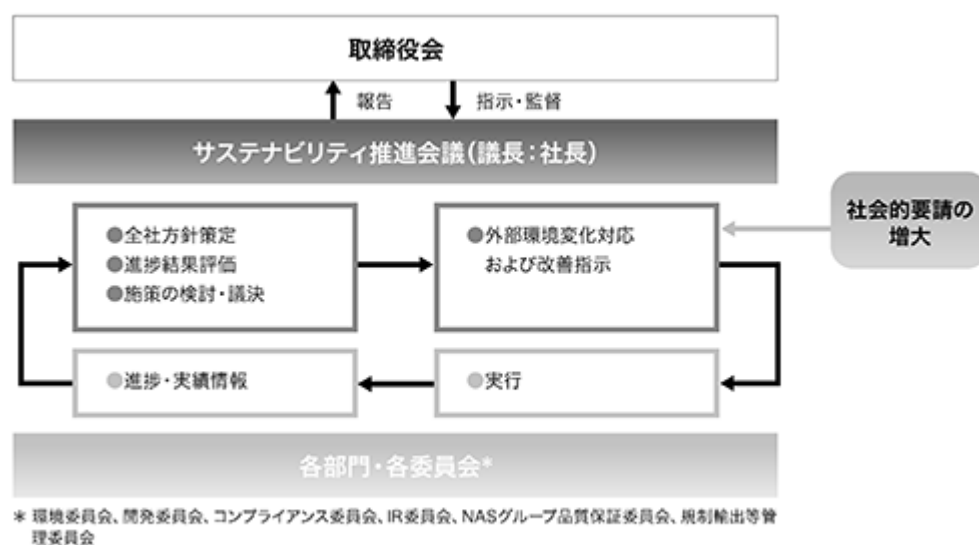 取締役会
報告
指示・監督
サステナビリティ推進会議(議長:社長)
●全社方針策定
●進捗結果評価
●施策の検討・議決
●外部環境変化対応
および改善指示
社会的要請の
増大
●進捗・実績情報
●実行
各部門・各委員会*
* 環境委員会、開発委員会、コンプライアンス委員会、IR委員会、NASグループ品質保証委員会、規制輸出等管
理委員会